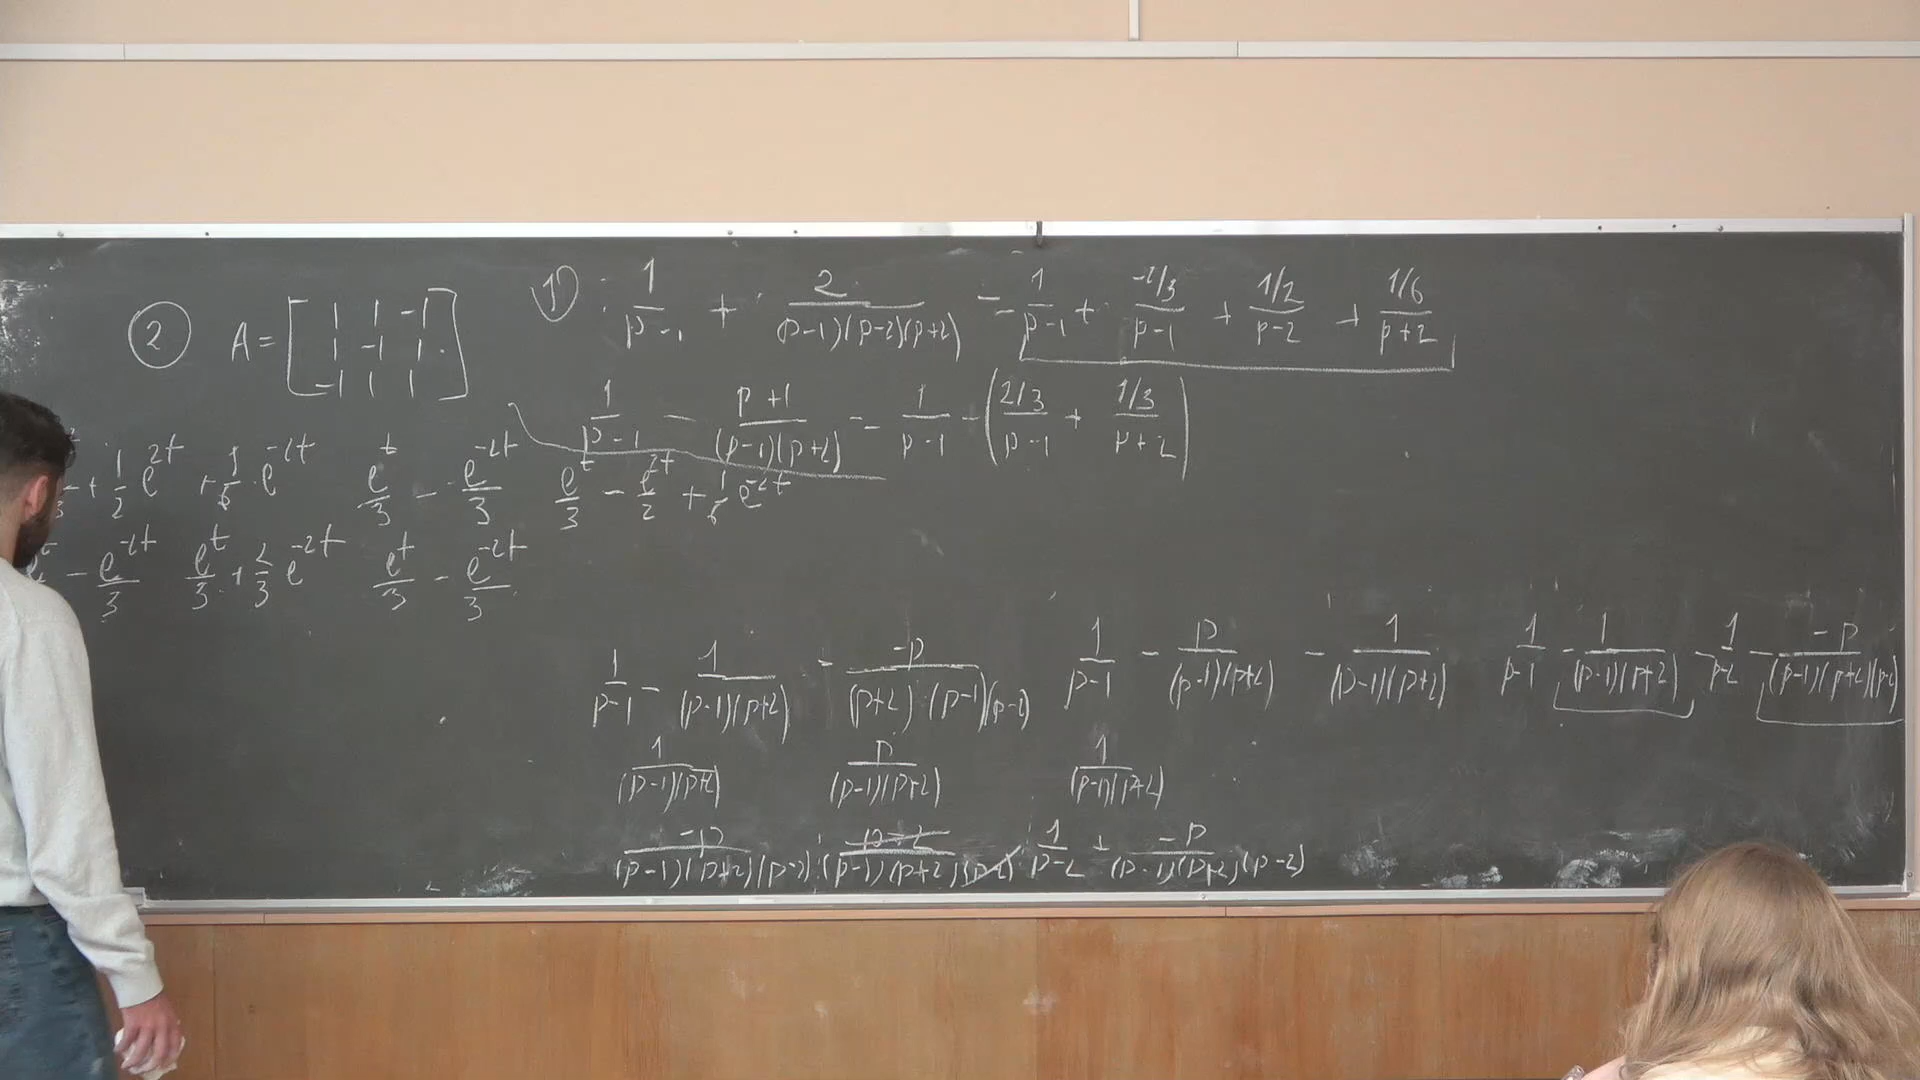 ② A = [ 1 1 -1
1 -1 1
-1 1 1 ]
1) : 1/(p-1) + 2/((p-1)(p-2)(p+2)) = 1/(p-1) + (-2/3)/(p-1) + (1/2)/(p-2) + (1/6)/(p+2)
1/(p-1) - (p+1)/((p-1)(p+2)) = 1/(p-1) - ( (2/3)/(p-1) + (1/3)/(p+2) )
+ 1/2 e^{2t} + 1/6 · e^{-2t} e^t/3 - e^{-2t}/3 e^t/3 - e^{2t}/2 + 1/6 e^{-2t}
- e^{-2t}/3 e^t/3 + 2/3 e^{-2t} e^t/3 - e^{-2t}/3
1/(p-1) - 1/((p-1)(p+2)) - -p/((p+2)·(p-1)(p-2)) 1/(p-1) - p/((p-1)(p+2)) - 1/((p-1)(p+2)) 1/(p-1) - 1/((p-1)(p+2)) - 1/(p-2) - -p/((p-1)(p+2)(p-2))
1/((p-1)(p+2)) p/((p-1)(p+2)) 1/((p-1)(p+2))
-p/((p-1)(p+2)(p-2)) 1/(p-2) + -p/((p-1)(p+2)(p-2))